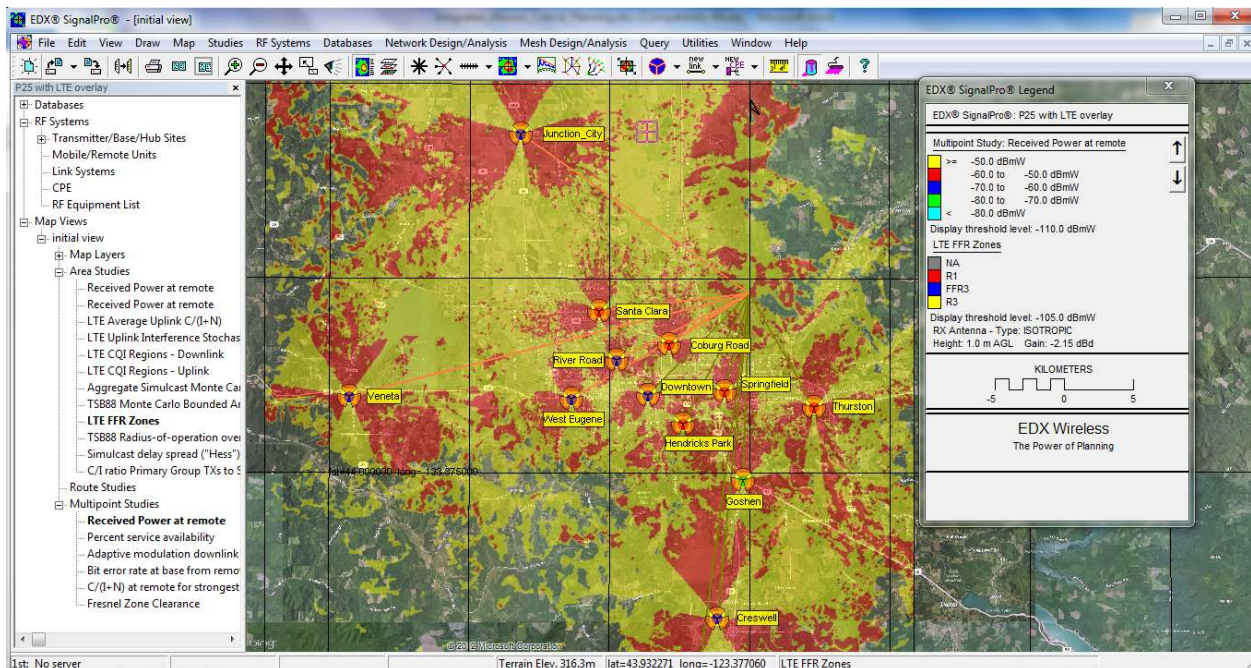 EDX® SignalPro® - [initial view]
File Edit View Draw Map Studies RF Systems Databases Network Design/Analysis Mesh Design/Analysis Query Utilities Window Help
new link
NEW CPE
P25 with LTE overlay
Databases
RF Systems
Transmitter/Base/Hub Sites
Mobile/Remote Units
Link Systems
CPE
RF Equipment List
Map Views
initial view
Map Layers
Area Studies
Received Power at remote
Received Power at remote
LTE Average Uplink C/(I+N)
LTE Uplink Interference Stochas
LTE CQI Regions - Downlink
LTE CQI Regions - Uplink
Aggregate Simulcast Monte Car
TSB88 Monte Carlo Bounded Ar
LTE FFR Zones
TSB88 Radius-of-operation over
Simulcast delay spread ("Hess")
C/I ratio Primary Group TXs to S
Route Studies
Multipoint Studies
Received Power at remote
Percent service availability
Adaptive modulation downlink
Bit error rate at base from remo
C/(I+N) at remote for strongest
Fresnel Zone Clearance
Junction_City
Santa Clara
Coburg Road
River Road
Veneta
West Eugene
Downtown
Springfield
Thurston
Hendricks Park
lat=44.000000 long= -123.375000
Goshen
Creswell
© 2012 Microsoft Corporation
EDX® SignalPro® Legend
EDX® SignalPro® : P25 with LTE overlay
Multipoint Study: Received Power at remote
>= -50.0 dBmW
-60.0 to -50.0 dBmW
-70.0 to -60.0 dBmW
-80.0 to -70.0 dBmW
< -80.0 dBmW
Display threshold level: -110.0 dBmW
LTE FFR Zones
NA
R1
FFR3
R3
Display threshold level: -105.0 dBmW
RX Antenna - Type: ISOTROPIC
Height: 1.0 m AGL Gain: -2.15 dBd
KILOMETERS
-5 0 5
EDX Wireless
The Power of Planning
1st: No server
Terrain Elev. 316.3m
lat=43.932271 long=-123.377060
LTE FFR Zones